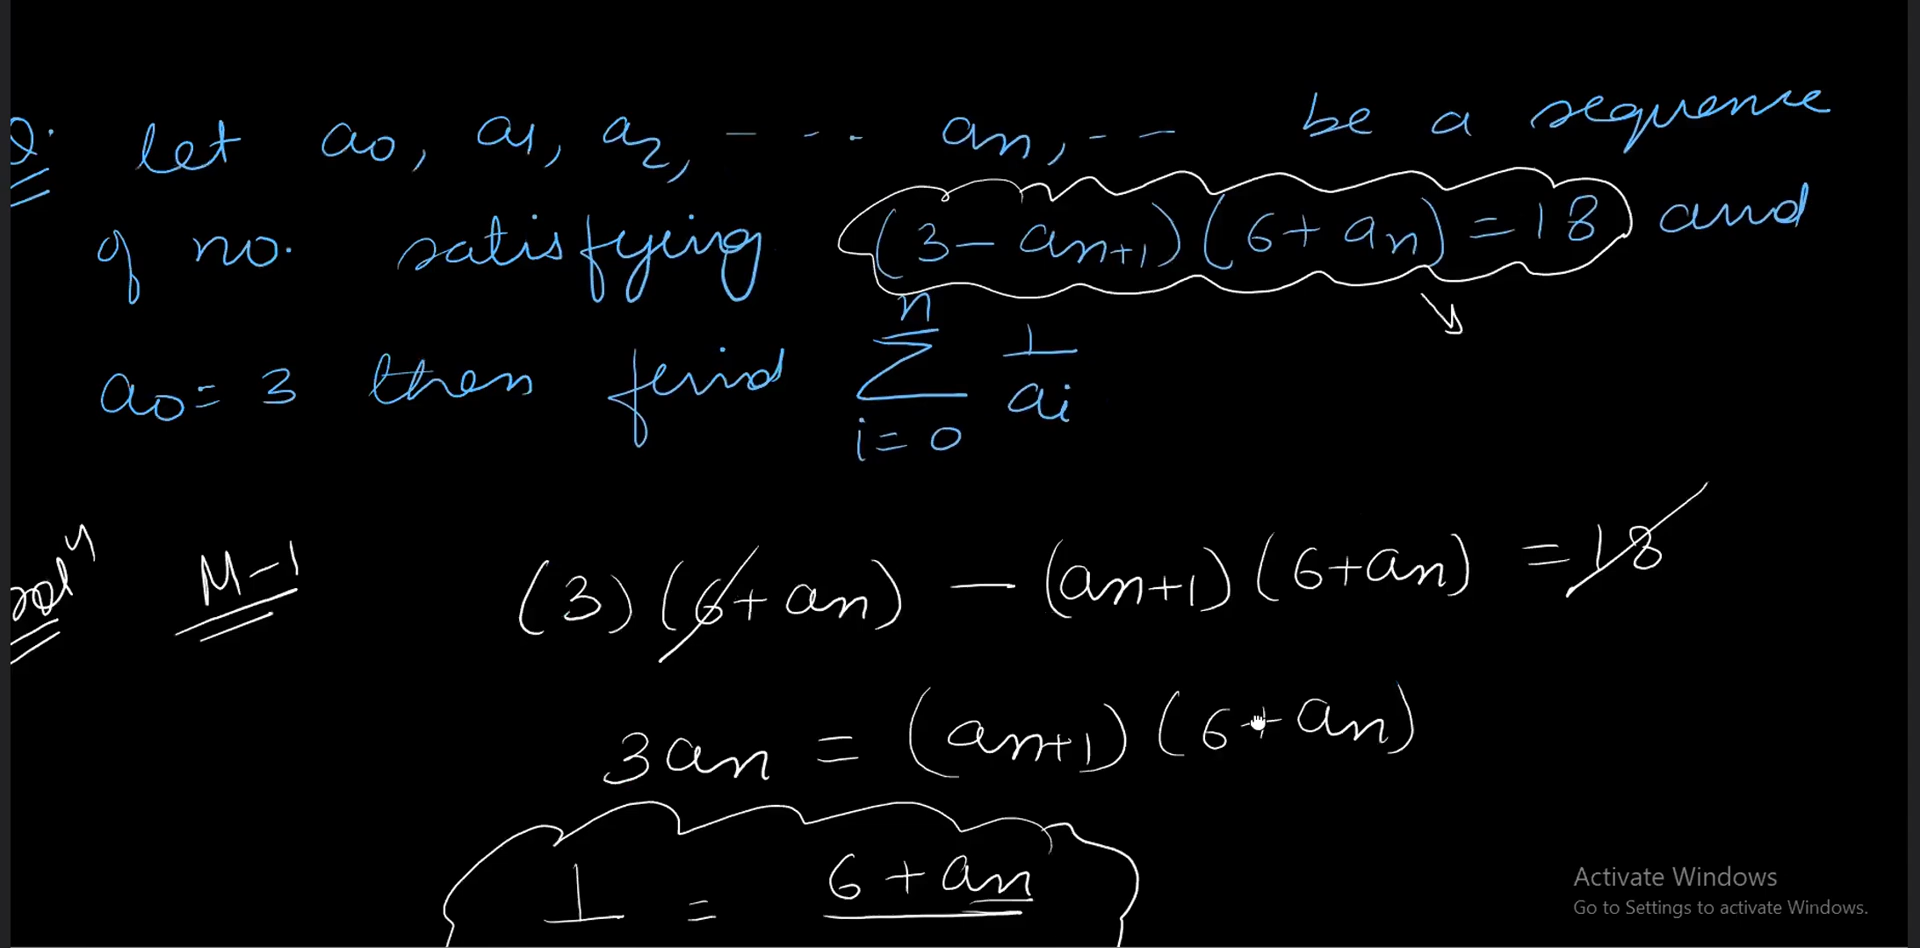 Q. let a0, a1, a2, - - .. an, - - be a sequence
of no. satisfying (3 - an+1)(6 + an) = 18 and
a0 = 3 then find n∑i=0 1/ai
sol^n M-1 (3)(6+an) - (an+1)(6+an) = 18
3an = (an+1)(6+an)
1 = 6+an
Activate Windows
Go to Settings to activate Windows.